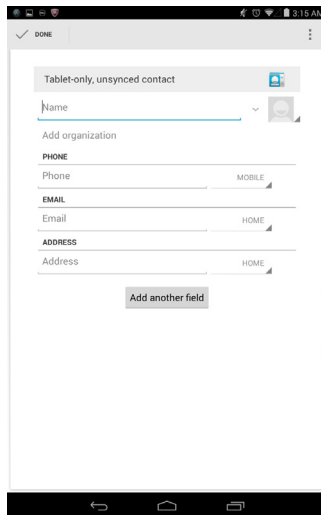 3:15 AM
DONE
Tablet-only, unsynced contact
Name
Add organization
PHONE
Phone MOBILE
EMAIL
Email HOME
ADDRESS
Address HOME
Add another field